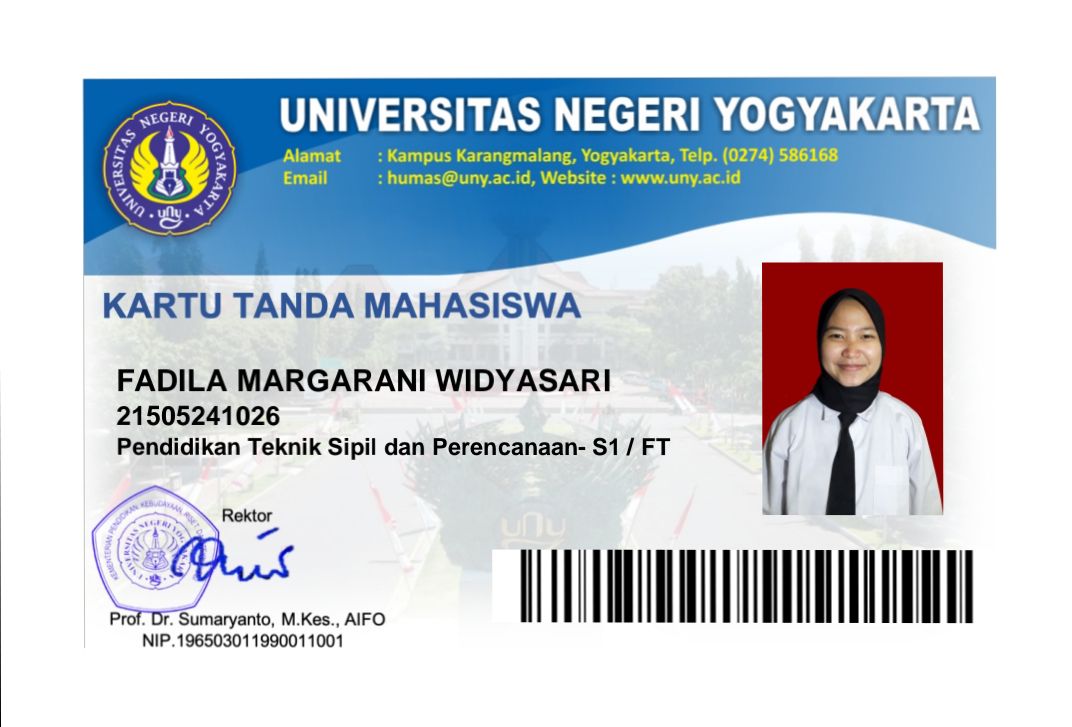 UNIVERSITAS NEGERI YOGYAKARTA
Alamat : Kampus Karangmalang, Yogyakarta, Telp. (0274) 586168
Email : humas@uny.ac.id, Website : www.uny.ac.id
UNIVERSITAS NEGERI YOGYAKARTA
uny
KARTU TANDA MAHASISWA
FADILA MARGARANI WIDYASARI
21505241026
Pendidikan Teknik Sipil dan Perencanaan- S1 / FT
uny
Rektor
KEMENTERIAN PENDIDIKAN KEBUDAYAAN, RISET
UNIVERSITAS NEGERI YOGYAKARTA
Prof. Dr. Sumaryanto, M.Kes., AIFO
NIP.196503011990011001